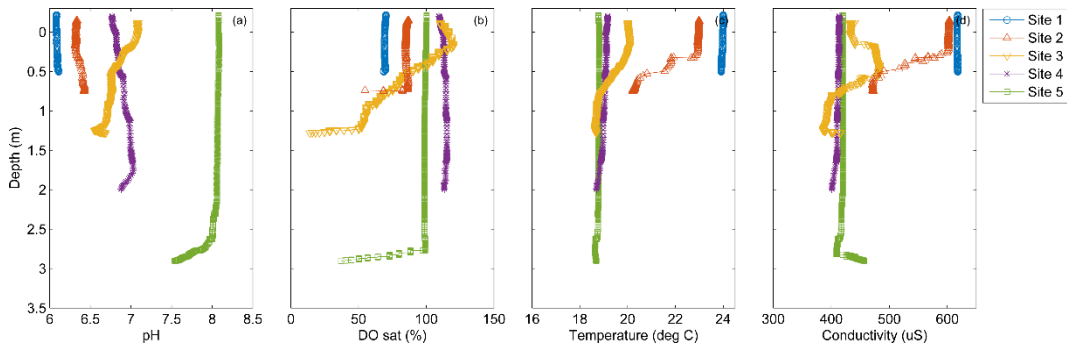 (a)
(b)
(c)
(d)
Site 1
Site 2
Site 3
Site 4
Site 5
0
0.5
1
1.5
2
2.5
3
3.5
Depth (m)
6 6.5 7 7.5 8 8.5
pH
0 50 100 150
DO sat (%)
16 18 20 22 24
Temperature (deg C)
300 400 500 600
Conductivity (uS)